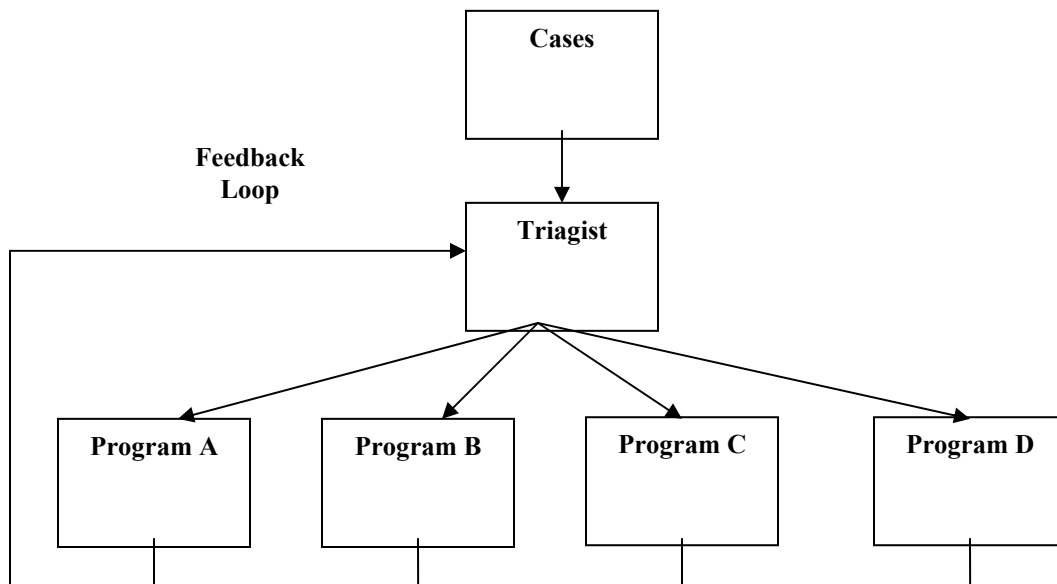 Cases
Feedback
Loop
Triagist
Program A
Program B
Program C
Program D